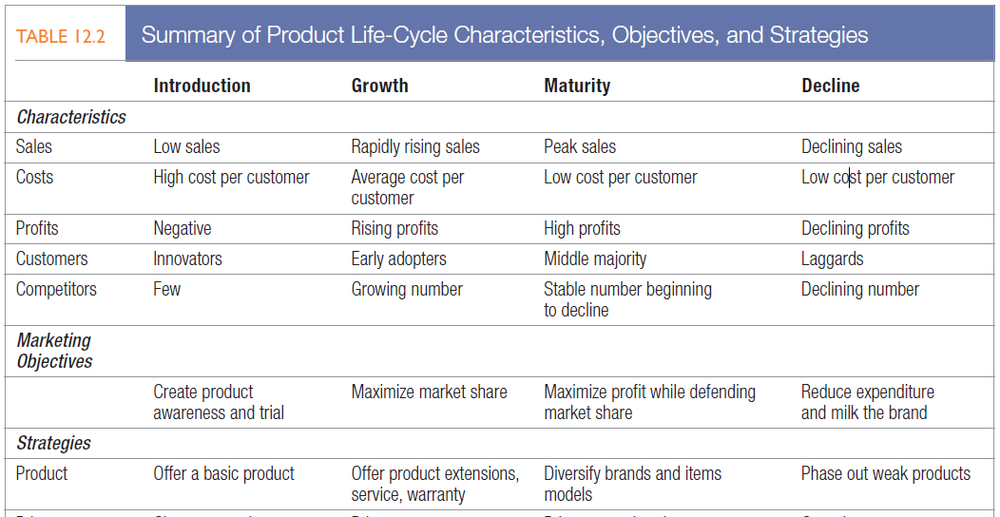 TABLE 12.2 Summary of Product Life-Cycle Characteristics, Objectives, and Strategies
Introduction Growth Maturity Decline
Characteristics
Sales Low sales Rapidly rising sales Peak sales Declining sales
Costs High cost per customer Average cost per Low cost per customer Low cost per customer
customer
Profits Negative Rising profits High profits Declining profits
Customers Innovators Early adopters Middle majority Laggards
Competitors Few Growing number Stable number beginning Declining number
to decline
Marketing
Objectives
Create product Maximize market share Maximize profit while defending Reduce expenditure
awareness and trial market share and milk the brand
Strategies
Product Offer a basic product Offer product extensions, Diversify brands and items Phase out weak products
service, warranty models